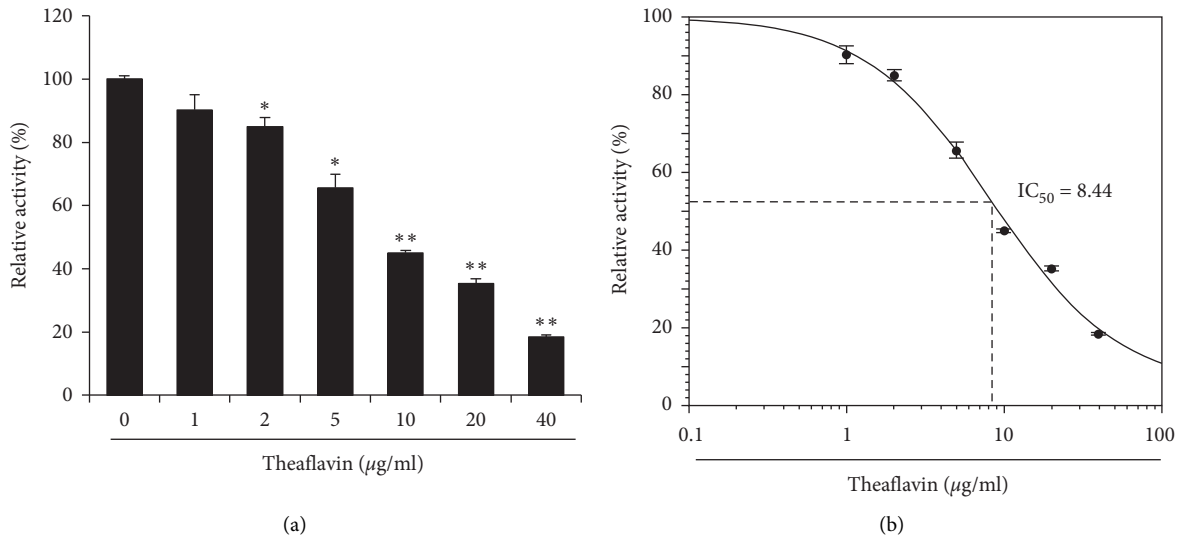 120
100
80
60
40
20
0
Relative activity (%)
*
*
**
**
**
0 1 2 5 10 20 40
Theaflavin (μg/ml)
(a)
100
80
60
40
20
0
Relative activity (%)
IC50 = 8.44
0.1 1 10 100
Theaflavin (μg/ml)
(b)